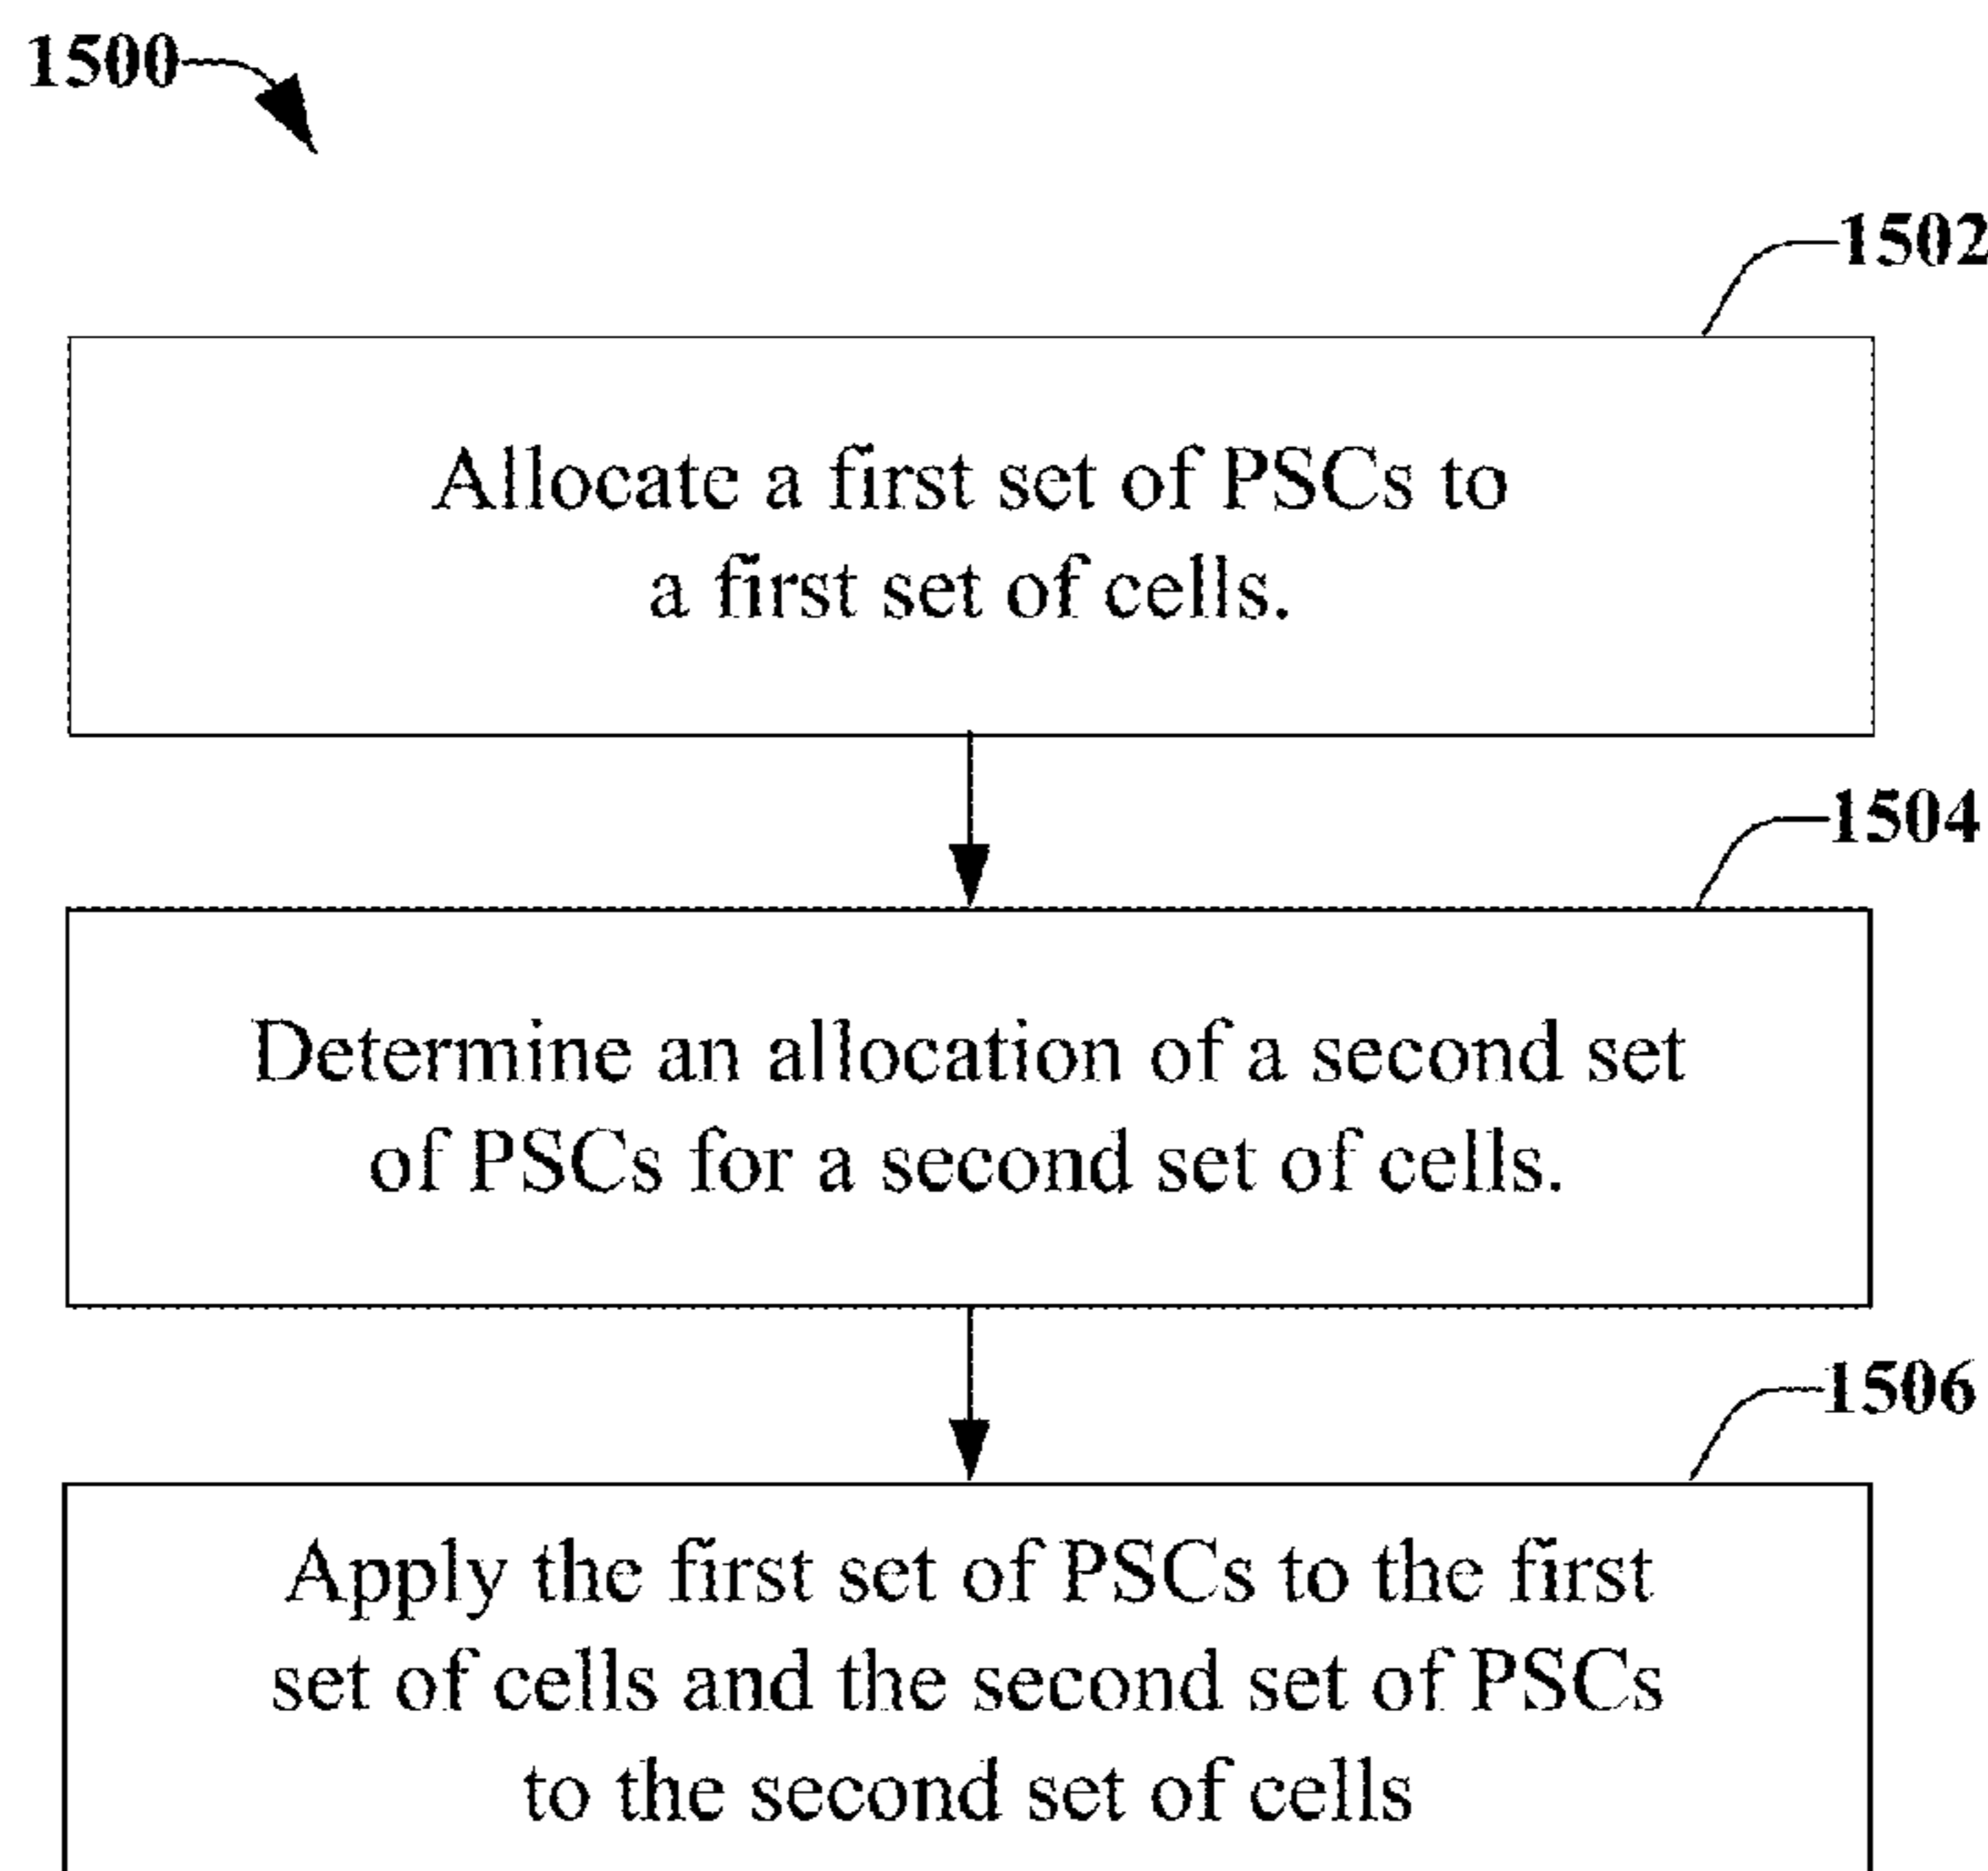 1500
1502
Allocate a first set of PSCs to
a first set of cells.
1504
Determine an allocation of a second set
of PSCs for a second set of cells.
1506
Apply the first set of PSCs to the first
set of cells and the second set of PSCs
to the second set of cells